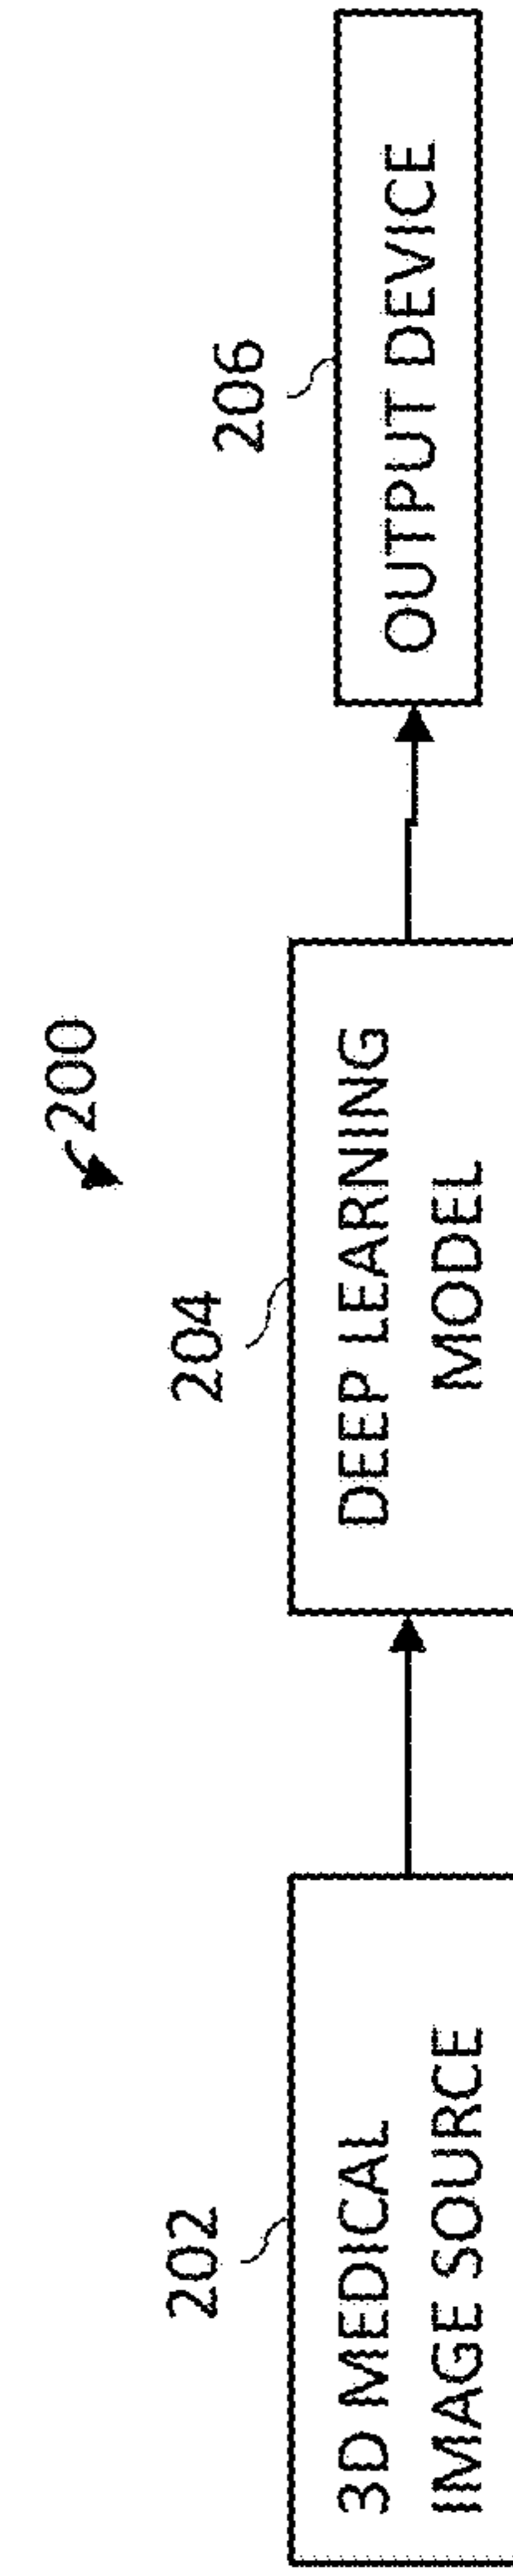 200
202
3D MEDICAL
IMAGE SOURCE
204
DEEP LEARNING
MODEL
206
OUTPUT DEVICE